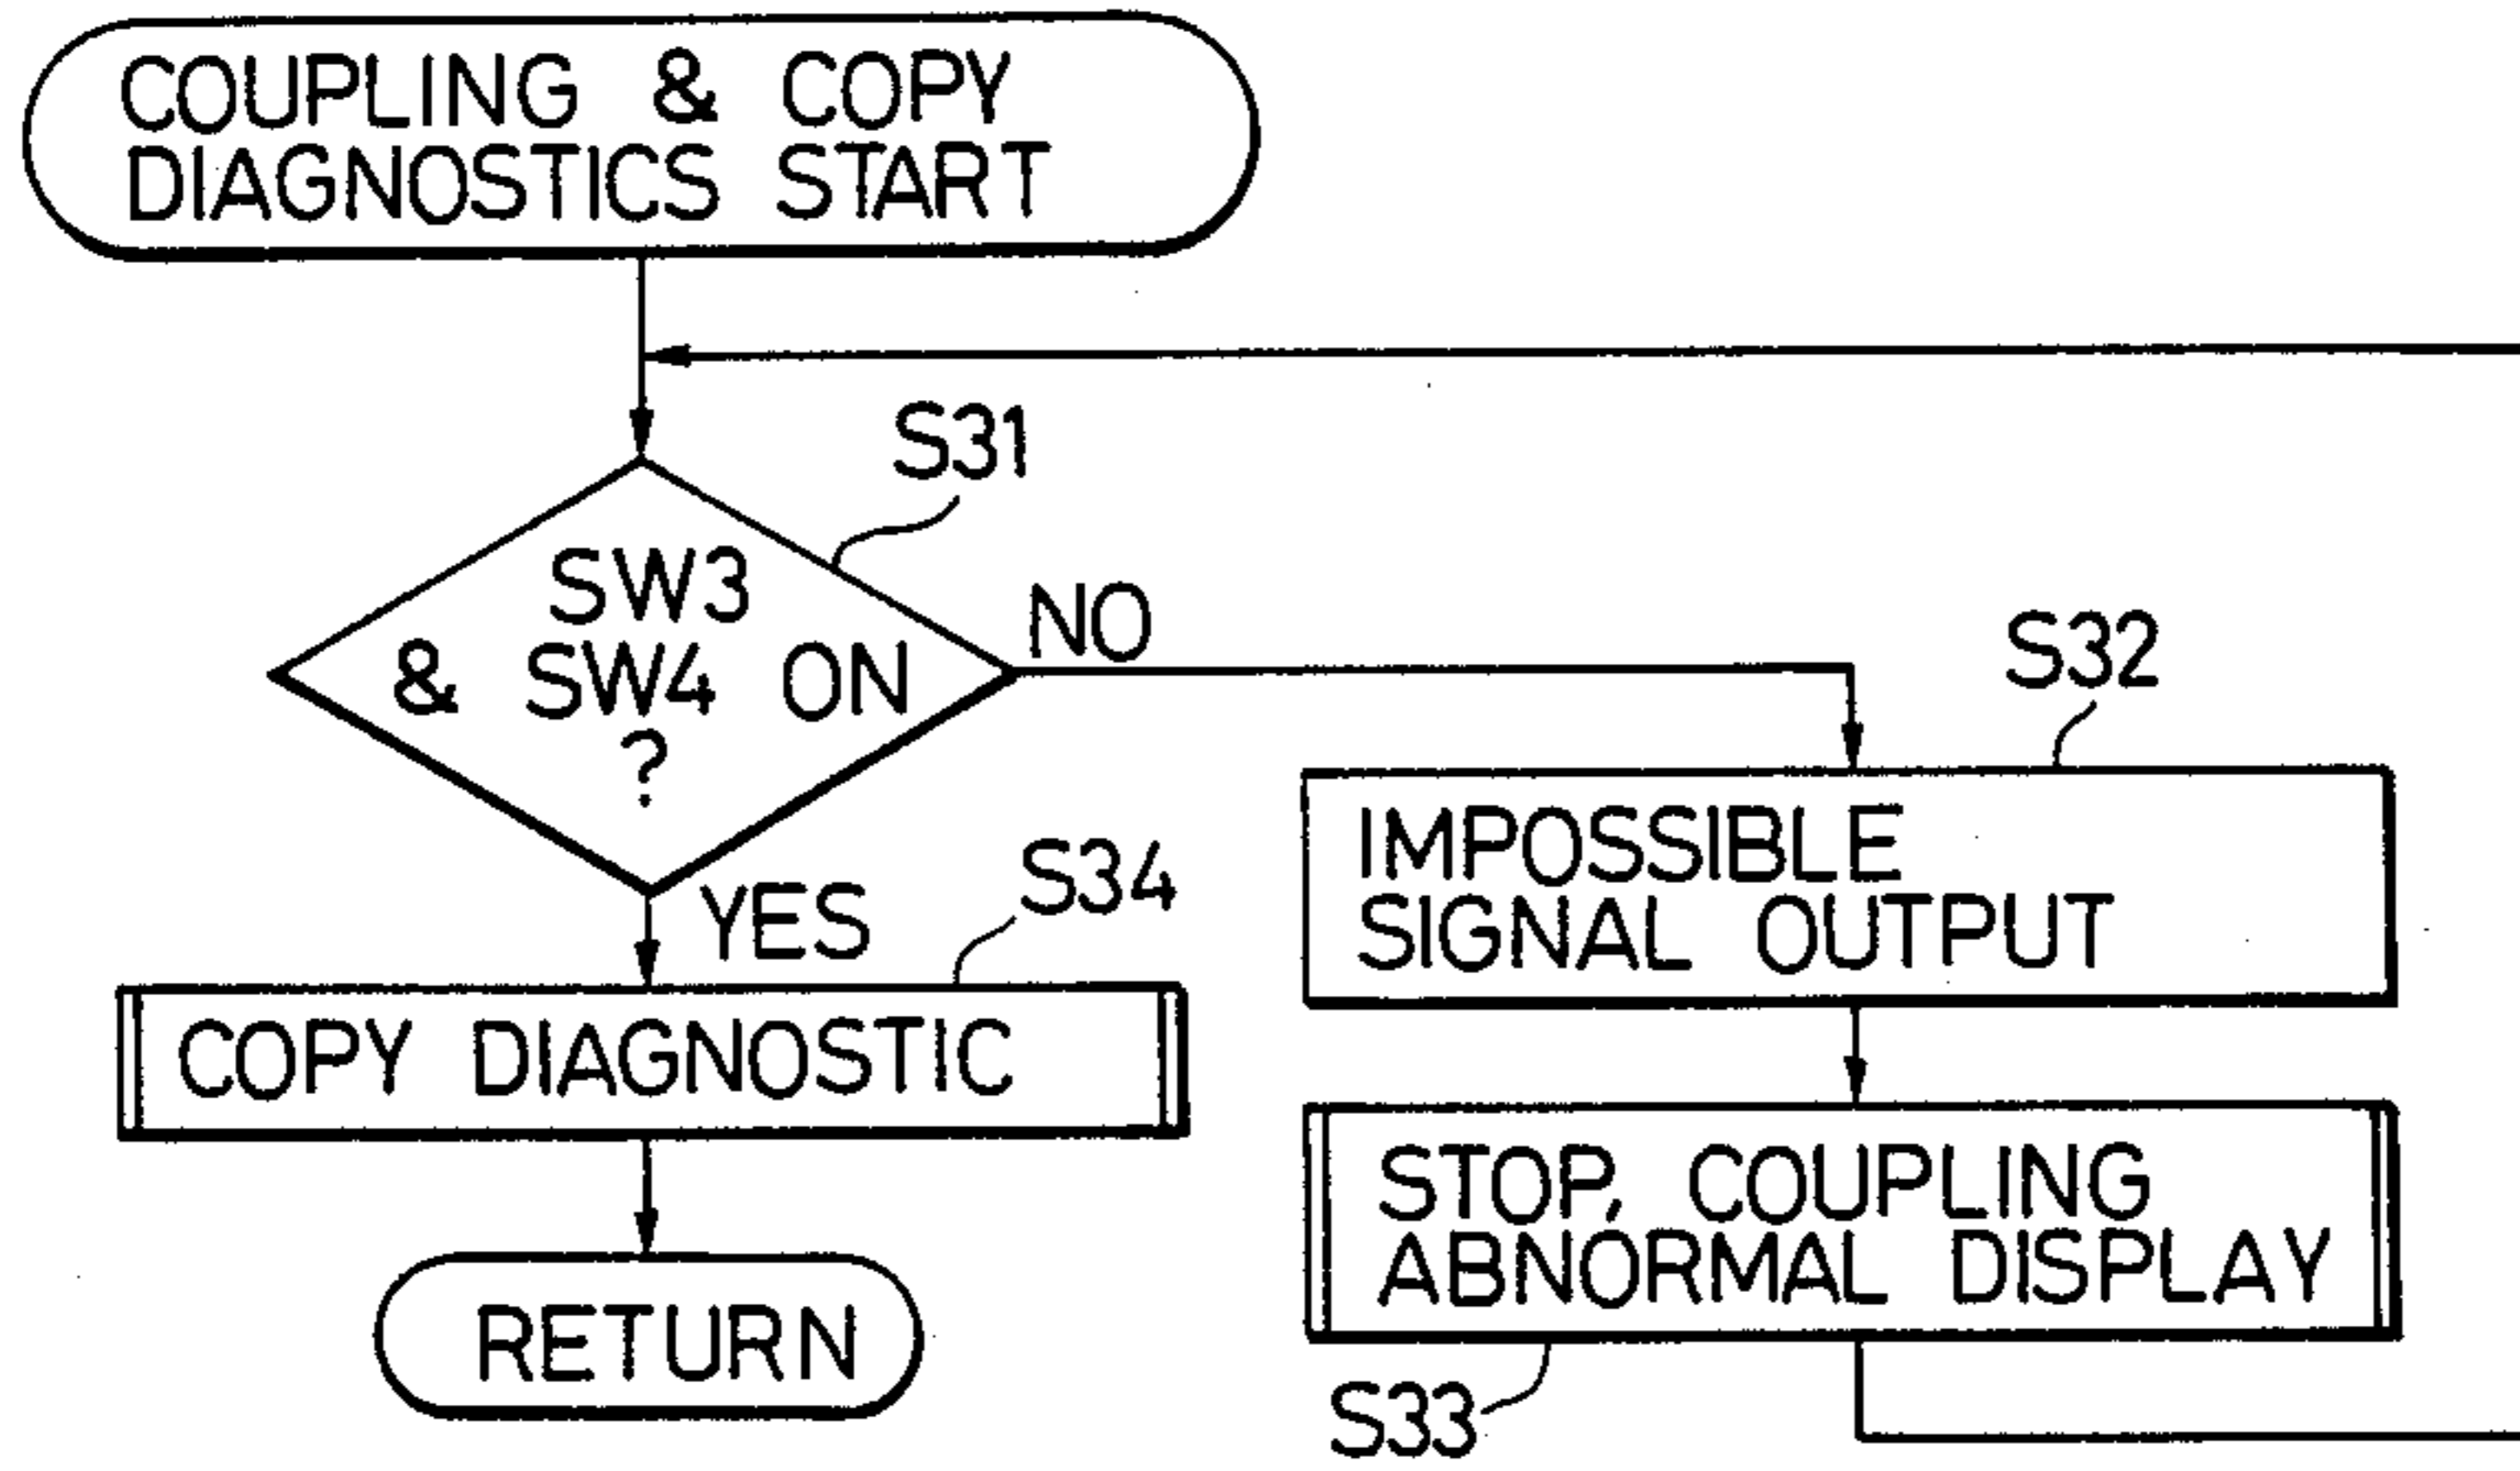 COUPLING & COPY
DIAGNOSTICS START
S31
SW3
& SW4 ON
?
NO
YES
S32
IMPOSSIBLE
SIGNAL OUTPUT
S34
COPY DIAGNOSTIC
STOP, COUPLING
ABNORMAL DISPLAY
S33
RETURN